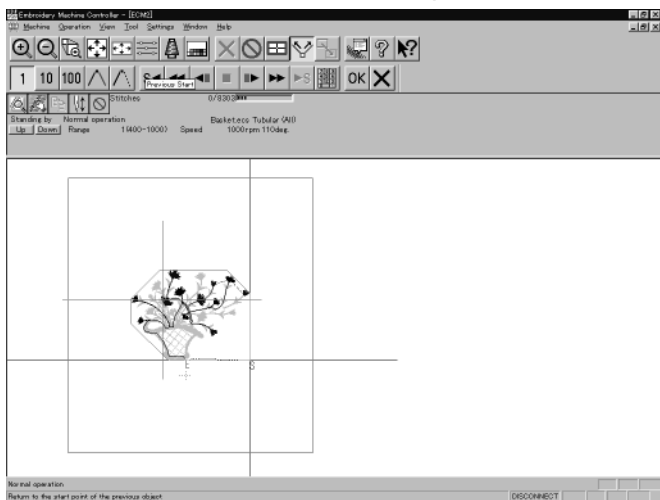 Embroidery Machine Controller - [ECM2]
Machine Operation View Tool Settings Window Help
1 10 100 S OK
Previous Start
Stitches 0/8303
Standing by Normal operation Basket.ecs Tubular (All)
Up Down Range 1(400-1000) Speed 1000rpm 110deg.
E S
Normal operation
Return to the start point of the previous object DISCONNECT